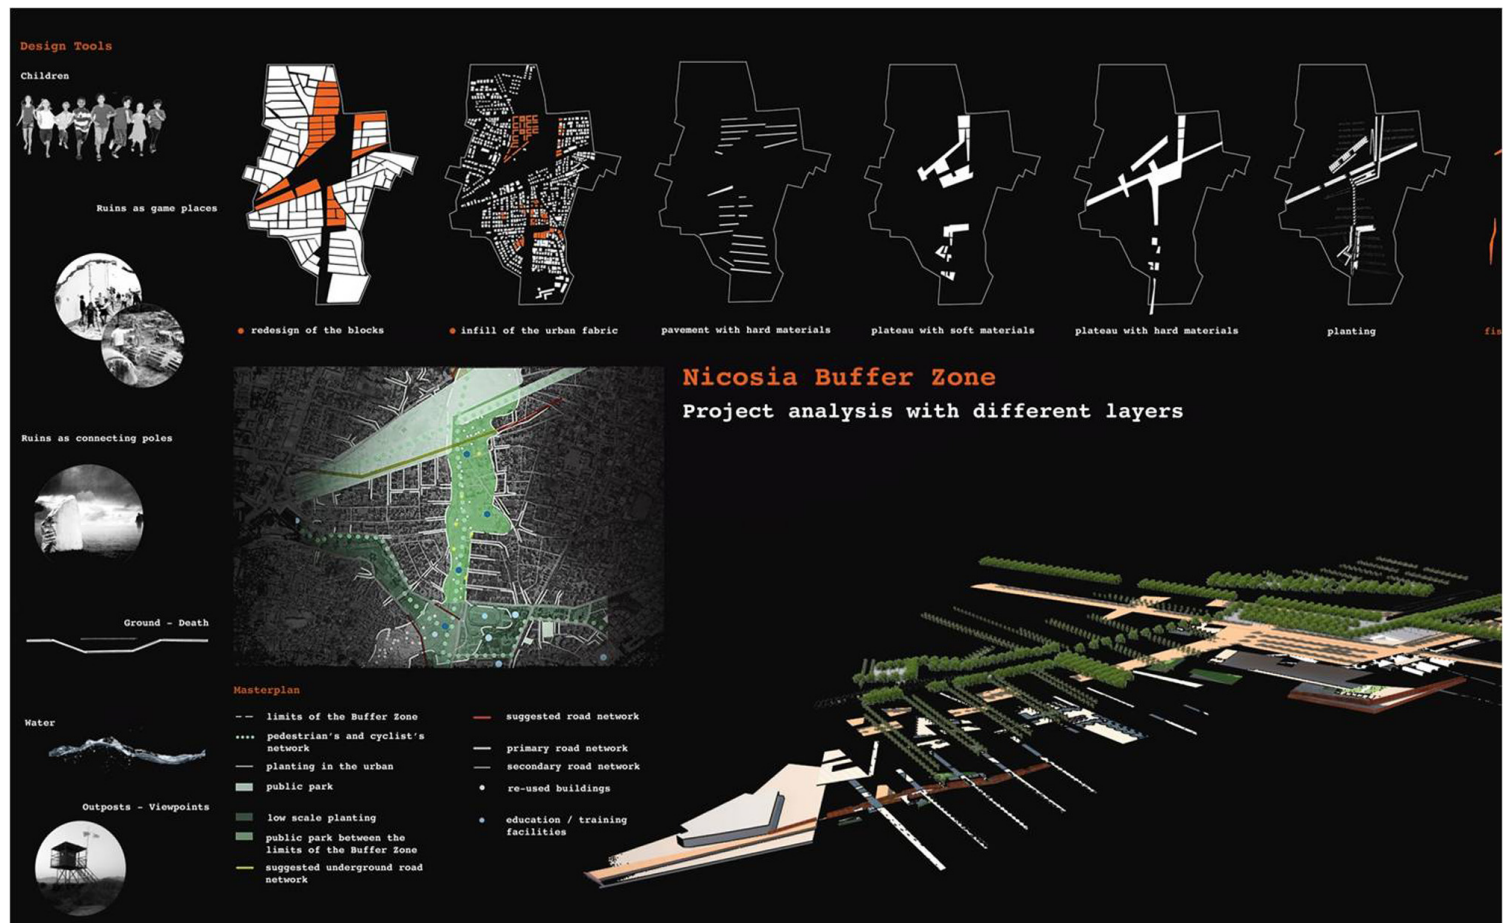 Design Tools
Children
Ruins as game places
Ruins as connecting poles
Ground - Death
Water
Outposts - Viewpoints
redesign of the blocks
infill of the urban fabric
pavement with hard materials
plateau with soft materials
plateau with hard materials
planting
fis
Nicosia Buffer Zone
Project analysis with different layers
Masterplan
limits of the Buffer Zone
pedestrian's and cyclist's
network
planting in the urban
public park
low scale planting
public park between the
limits of the Buffer Zone
suggested underground road
network
suggested road network
primary road network
secondary road network
re-used buildings
education / training
facilities